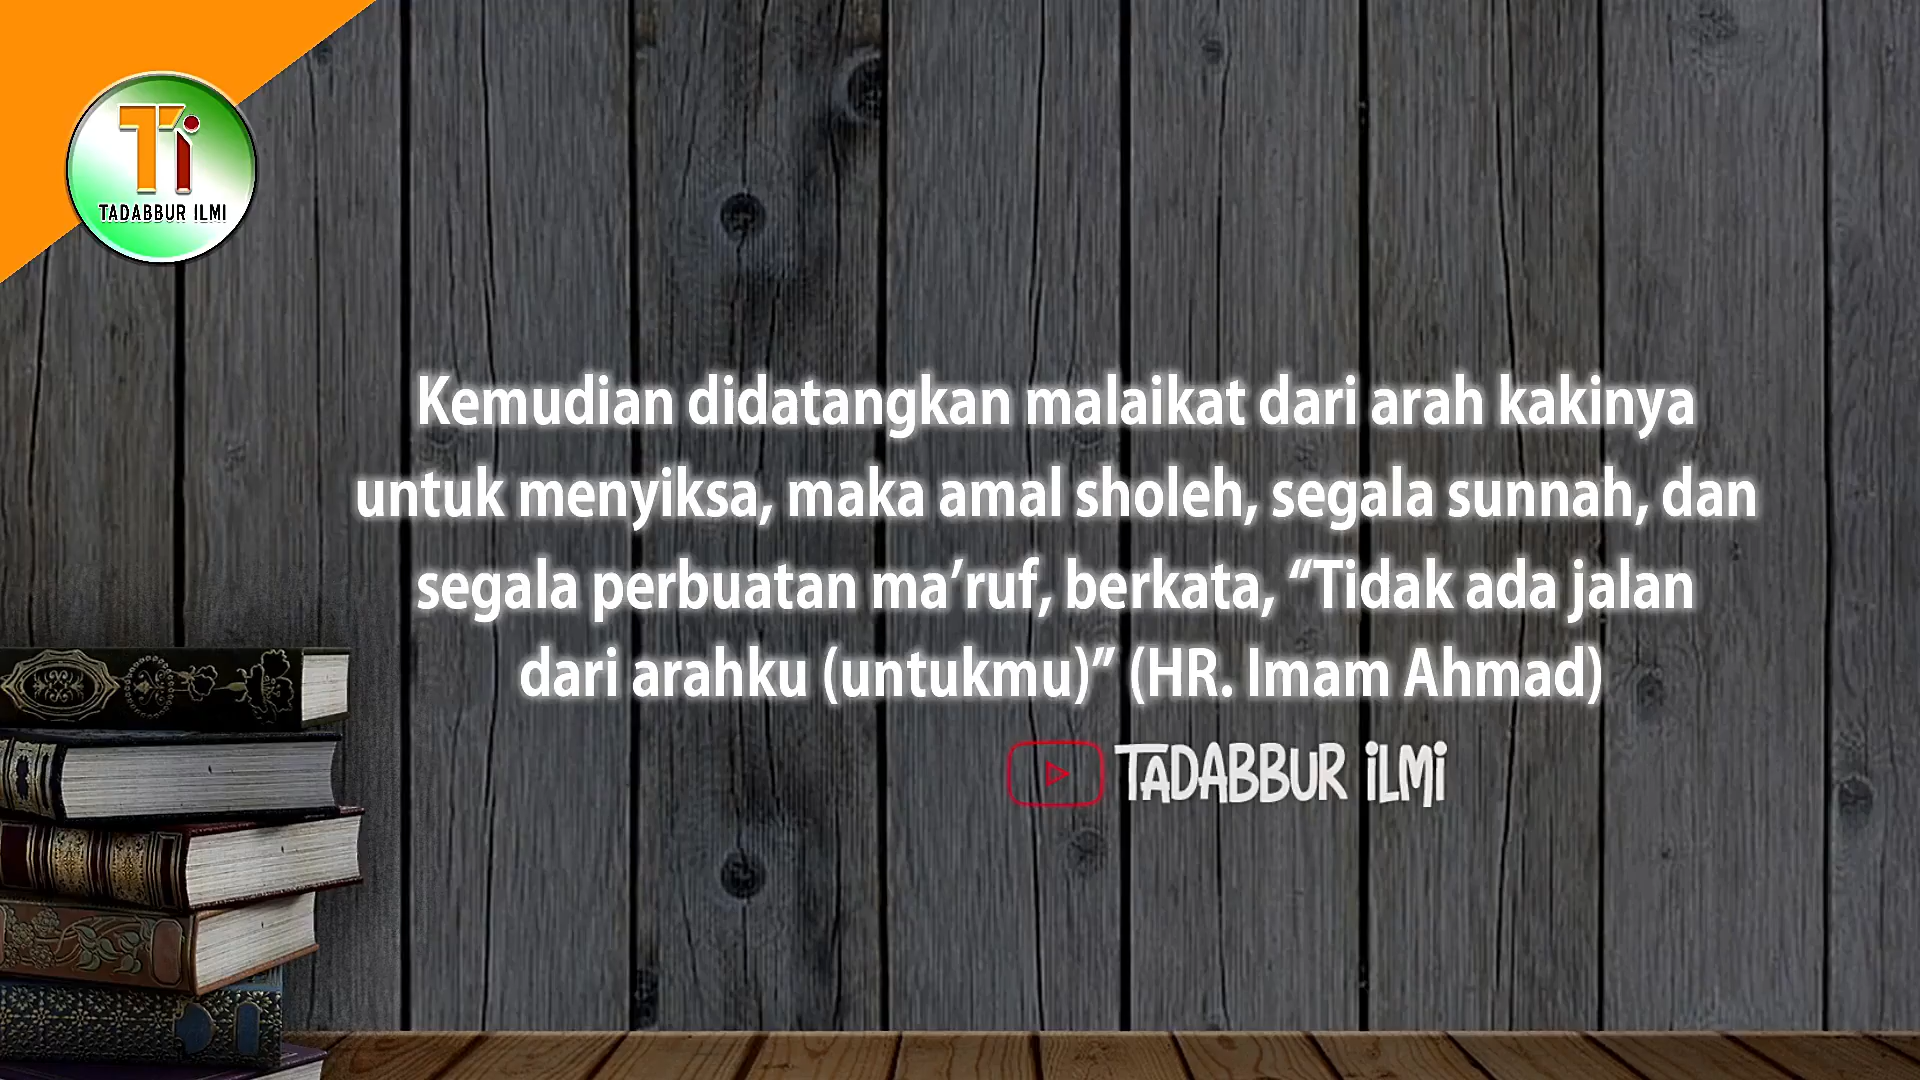 Ti
TADABBUR ILMI
Kemudian didatangkan malaikat dari arah kakinya
untuk menyiksa, maka amal sholeh, segala sunnah, dan
segala perbuatan ma’ruf, berkata, “Tidak ada jalan
dari arahku (untukmu)” (HR. Imam Ahmad)
TADABBUR iLMi